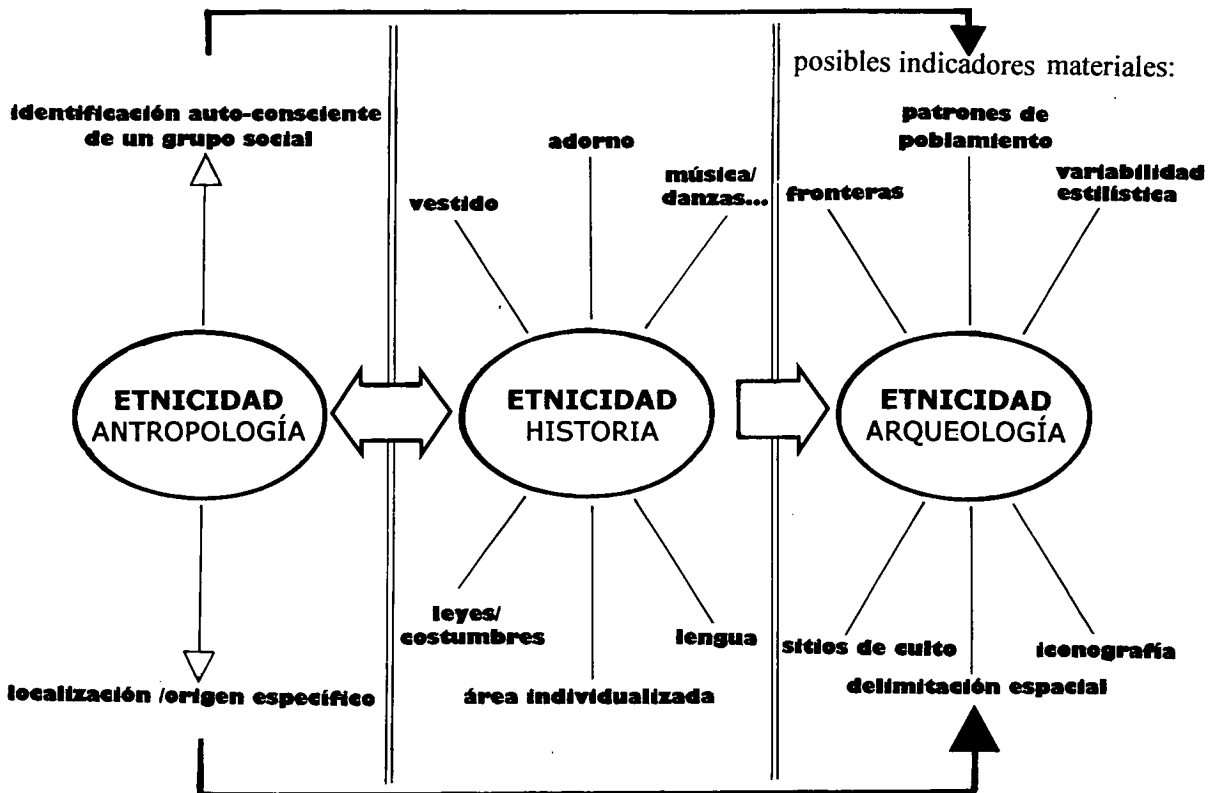 posibles indicadores materiales:
identificación auto-consciente
de un grupo social
adorno
vestido
música/
danzas...
patrones de
poblamiento
fronteras
variabilidad
estilística
ETNICIDAD
ANTROPOLOGÍA
ETNICIDAD
HISTORIA
ETNICIDAD
ARQUEOLOGÍA
leyes/
costumbres
lengua
área individualizada
localización /origen específico
sitios de culto
iconografía
delimitación espacial